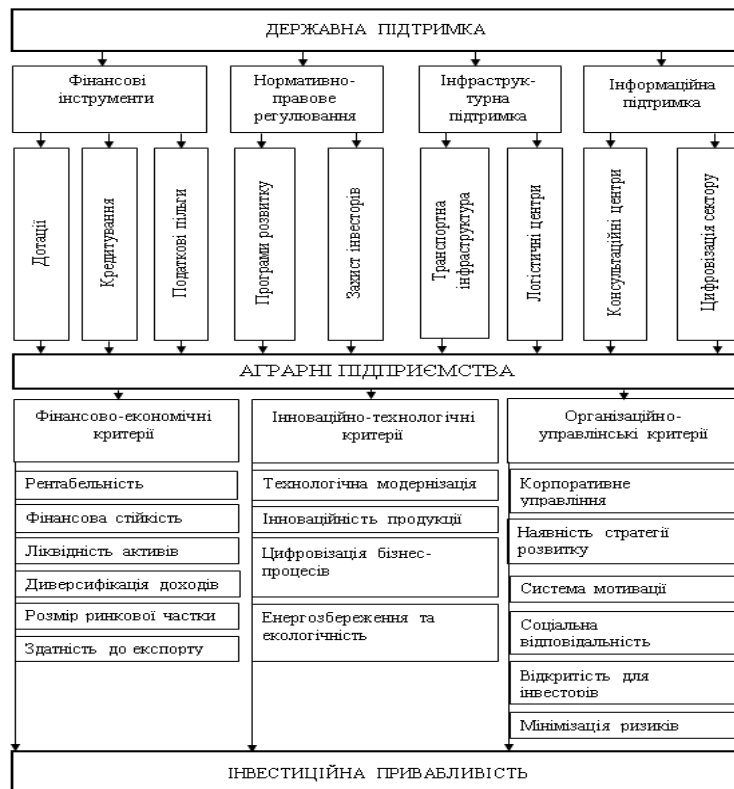 ДЕРЖАВНА ПІДТРИМКА
Фінансові
інструменти
Нормативно-
правове
регулювання
Інфраструк-
турна
підтримка
Інформаційна
підтримка
Дотації
Кредитування
Податкові пільги
Програми розвитку
Захист інвесторів
Транспортна
інфраструктура
Логістичні центри
Консультаційні центри
Цифровізація сектору
АГРАРНІ ПІДПРИЄМСТВА
Фінансово-економічні
критерії
Рентабельність
Фінансова стійкість
Ліквідність активів
Диверсифікація доходів
Розмір ринкової частки
Здатність до експорту
Інноваційно-технологічні
критерії
Технологічна модернізація
Інноваційність продукції
Цифровізація бізнес-
процесів
Енергозбереження та
екологічність
Організаційно-
управлінські критерії
Корпоративне
управління
Наявність стратегії
розвитку
Система мотивації
Соціальна
відповідальність
Відкритість для
інвесторів
Мінімізація ризиків
ІНВЕСТИЦІЙНА ПРИВАБЛИВІСТЬ